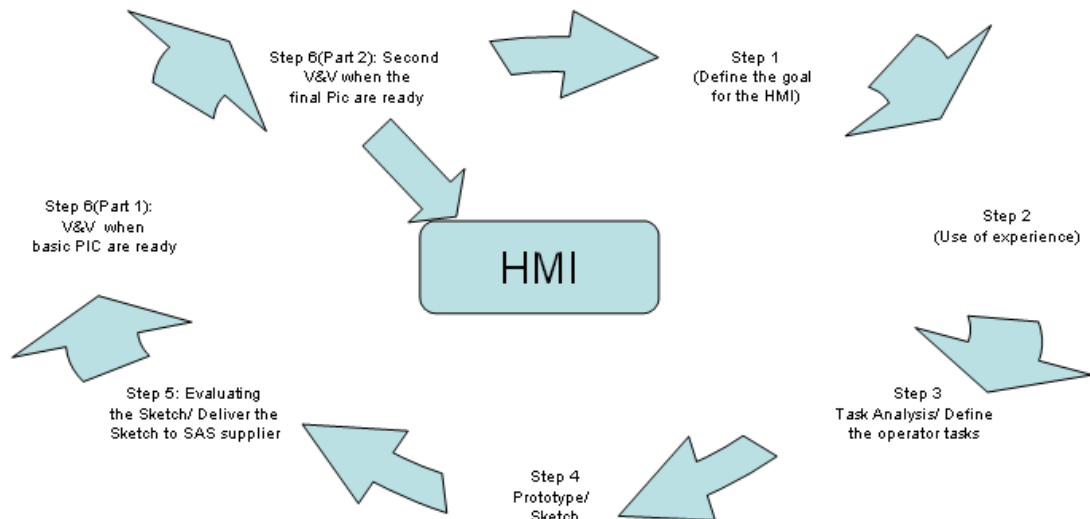 Step 6(Part 2): Second
V&V when the
final Pic are ready
Step 1
(Define the goal
for the HMI)
Step 2
(Use of experience)
Step 3
Task Analysis/ Define
the operator tasks
Step 4
Prototype/
Sketch
Step 5: Evaluating
the Sketch/ Deliver the
Sketch to SAS supplier
Step 6(Part 1):
V&V when
basic PIC are ready
HMI